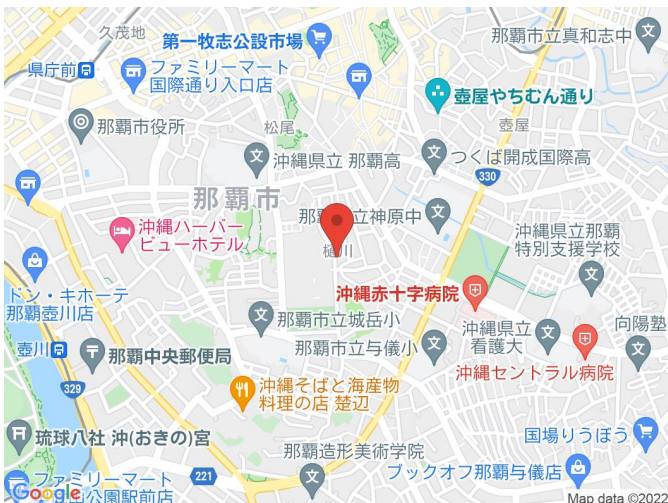 久茂地
第一牧志公設市場
那覇市立真和志中
県庁前
ファミリーマート
国際通り入口店
壺屋やちむん通り
那覇市役所
松尾
壺屋
沖縄県立 那覇高
つくば開成国際高
330
那覇市
立神原中
沖縄ハーバー
ビューホテル
沖縄県立那覇
特別支援学校
樋川
ドン・キホーテ
那覇壺川店
沖縄赤十字病院
那覇市立城岳小
沖縄県立
看護大
向陽塾
壺川
那覇中央郵便局
那覇市立与儀小
沖縄セントラル病院
329
沖縄そばと海産物
料理の店 楚辺
琉球八社 沖(おきの)宮
国場りうぼう
那覇造形美術学院
221
ファミリーマート
公園駅前店
ブックオフ那覇与儀店
Google
Map data ©2022